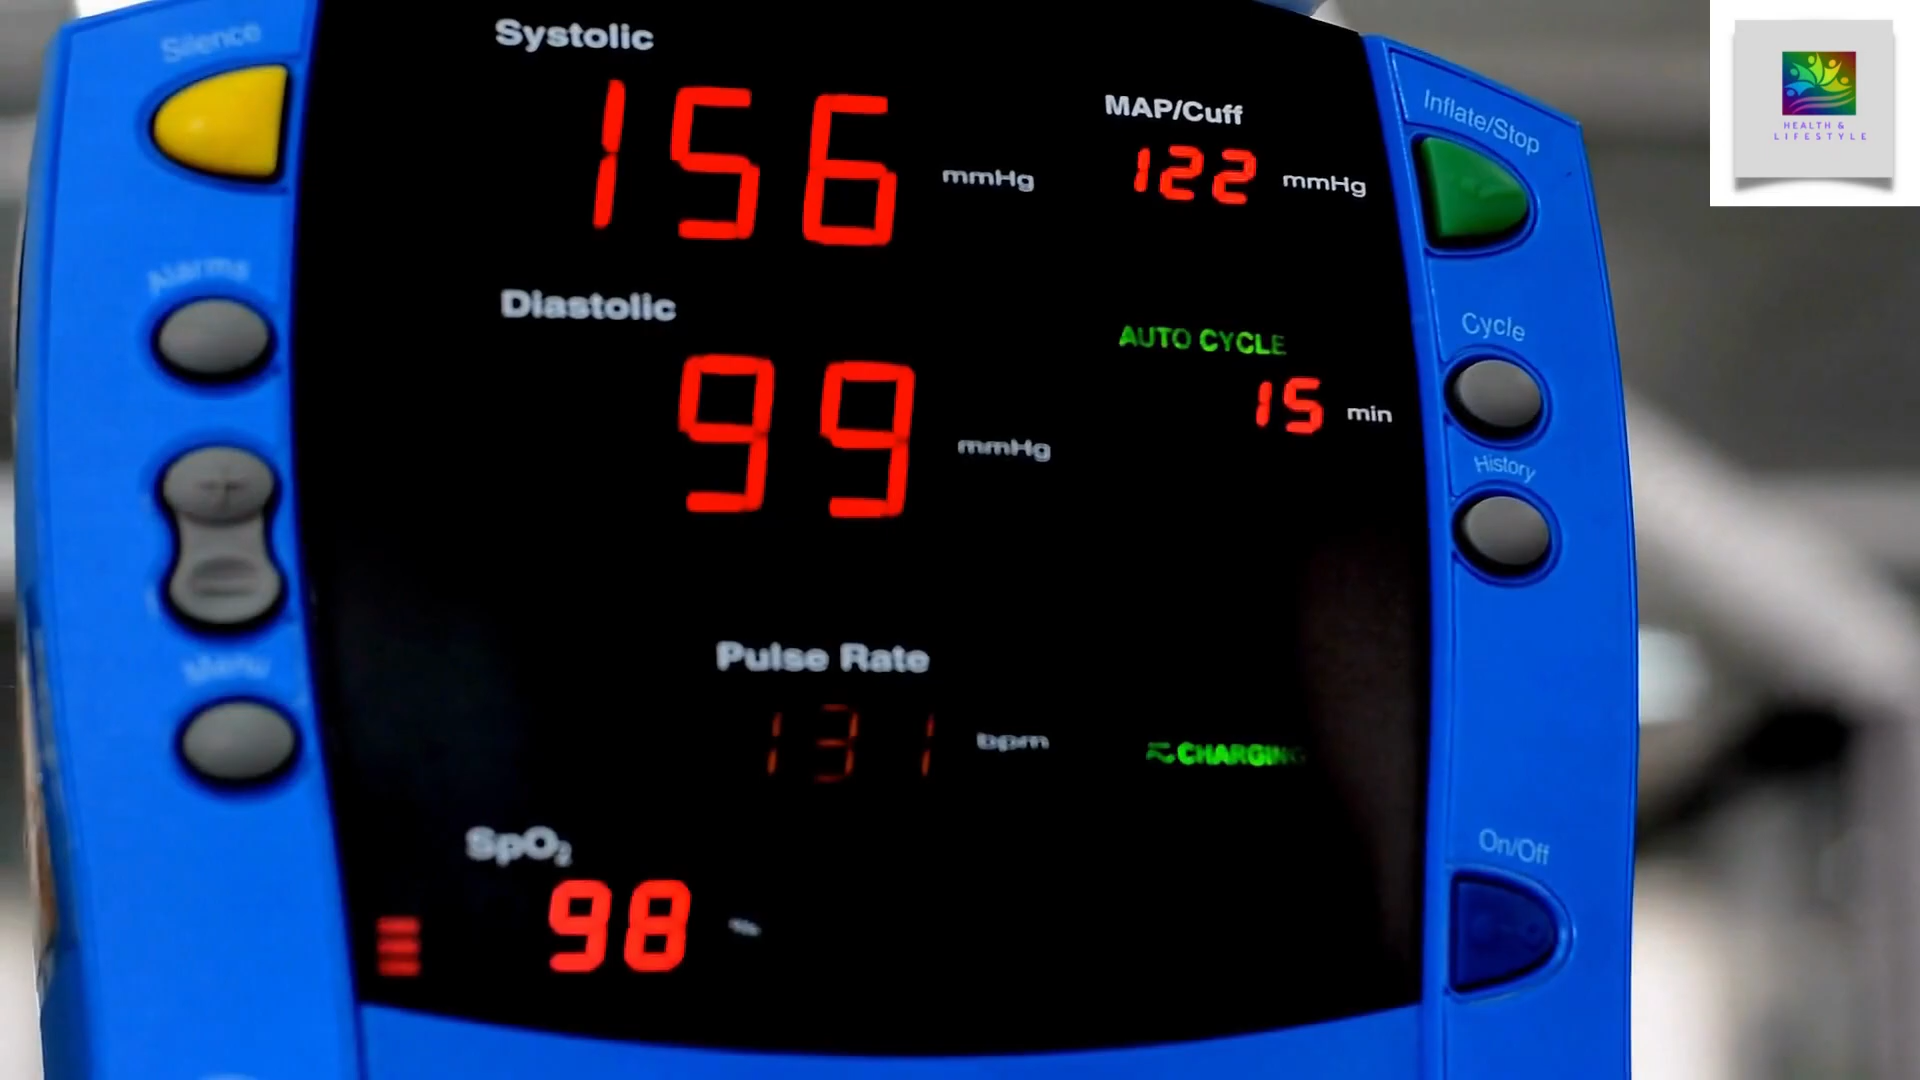 Silence
Systolic
156 mmHg
MAP/Cuff
122 mmHg
Inflate/Stop
Alarms
Diastolic
99 mmHg
AUTO CYCLE
15 min
Cycle
History
Menu
Pulse Rate
131 bpm
CHARGING
SpO₂
98 %
On/Off
HEALTH &
LIFESTYLE